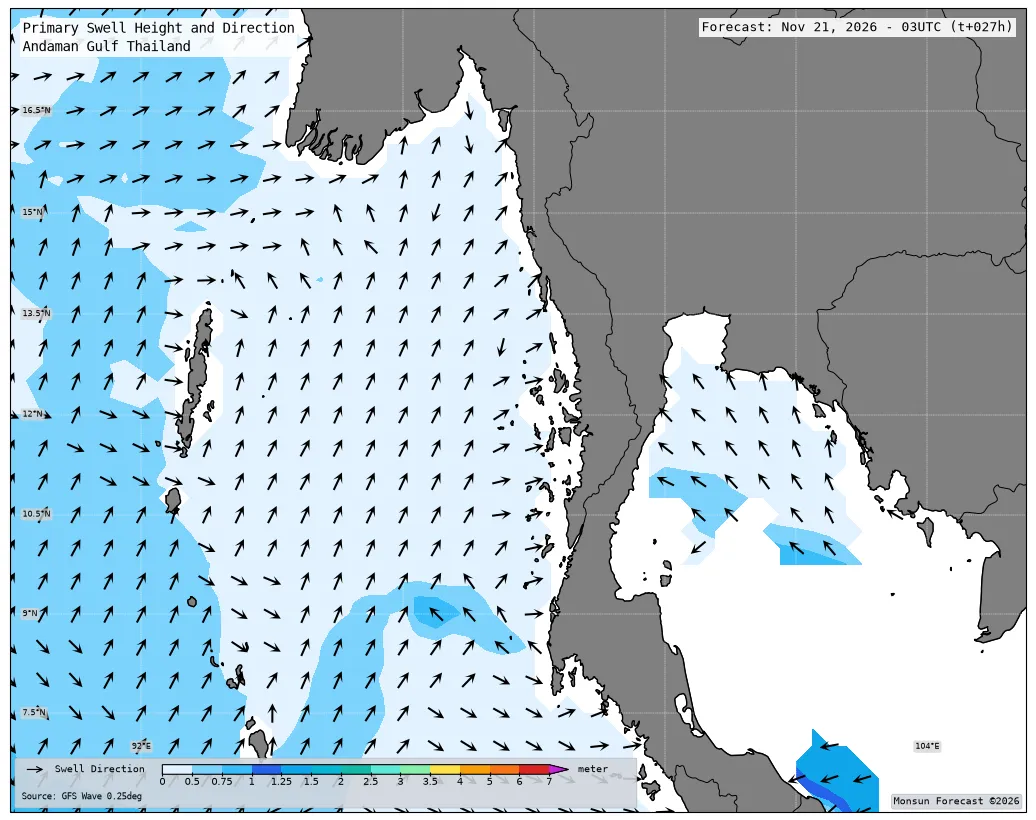 Primary Swell Height and Direction
Andaman Gulf Thailand
Forecast: Nov 21, 2026 - 03UTC (t+027h)
16.5°N
15°N
13.5°N
12°N
10.5°N
9°N
7.5°N
92°E
104°E
Swell Direction
0 0.5 0.75 1.25 1.5 2 2.5 3 3.5 4 5 6 7
meter
Source: GFS Wave 0.25deg
Monsun Forecast ©2026